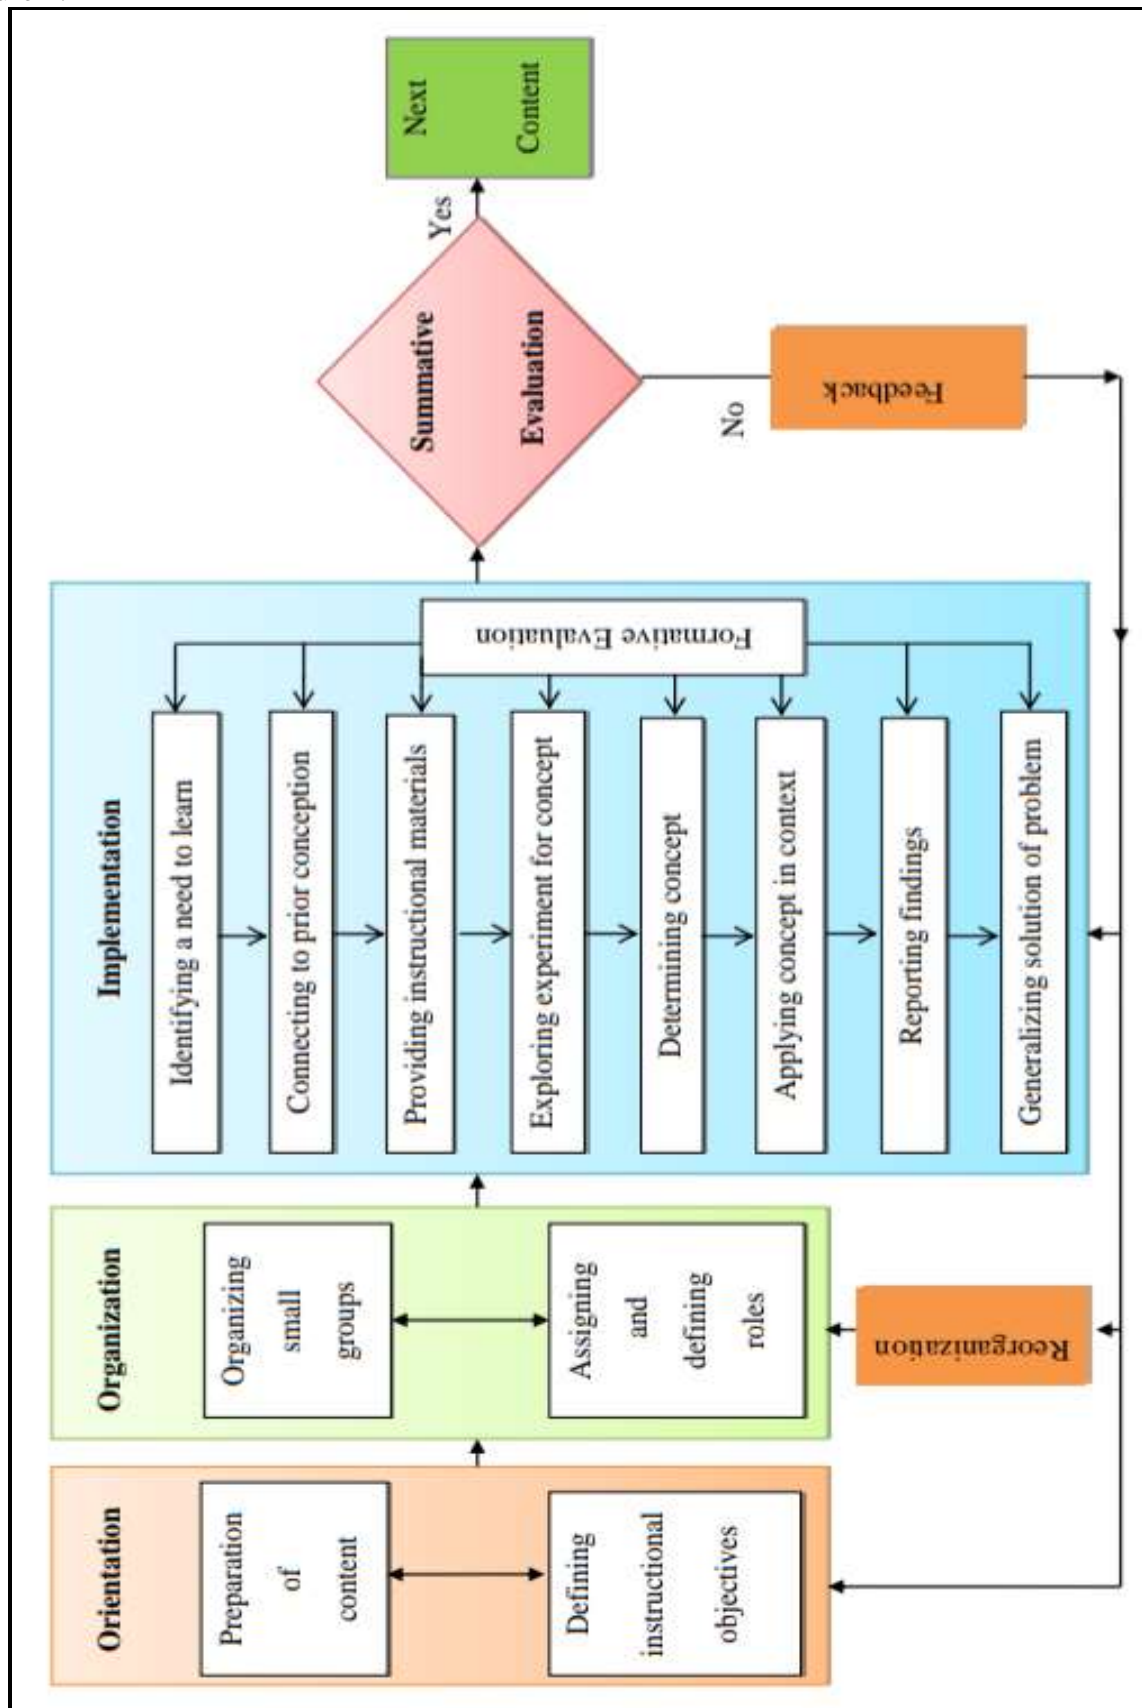 Orientation
Preparation
of
content
Defining
instructional
objectives
Organization
Organizing
small
groups
Assigning
and
defining
roles
Reorganization
Implementation
Identifying a need to learn
Connecting to prior conception
Providing instructional materials
Exploring experiment for concept
Determining concept
Applying concept in context
Reporting findings
Generalizing solution of problem
Formative Evaluation
Summative
Evaluation
Yes
No
Feedback
Next
Content